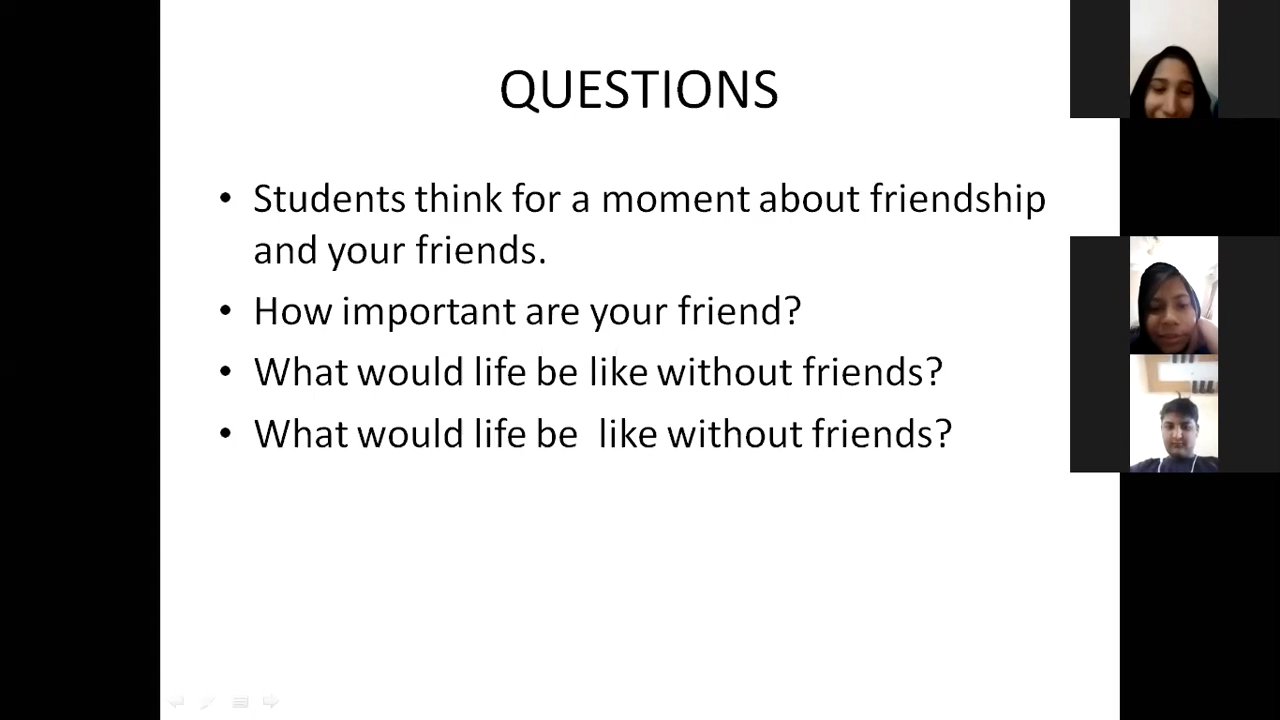 QUESTIONS
• Students think for a moment about friendship
and your friends.
• How important are your friend?
• What would life be like without friends?
• What would life be  like without friends?